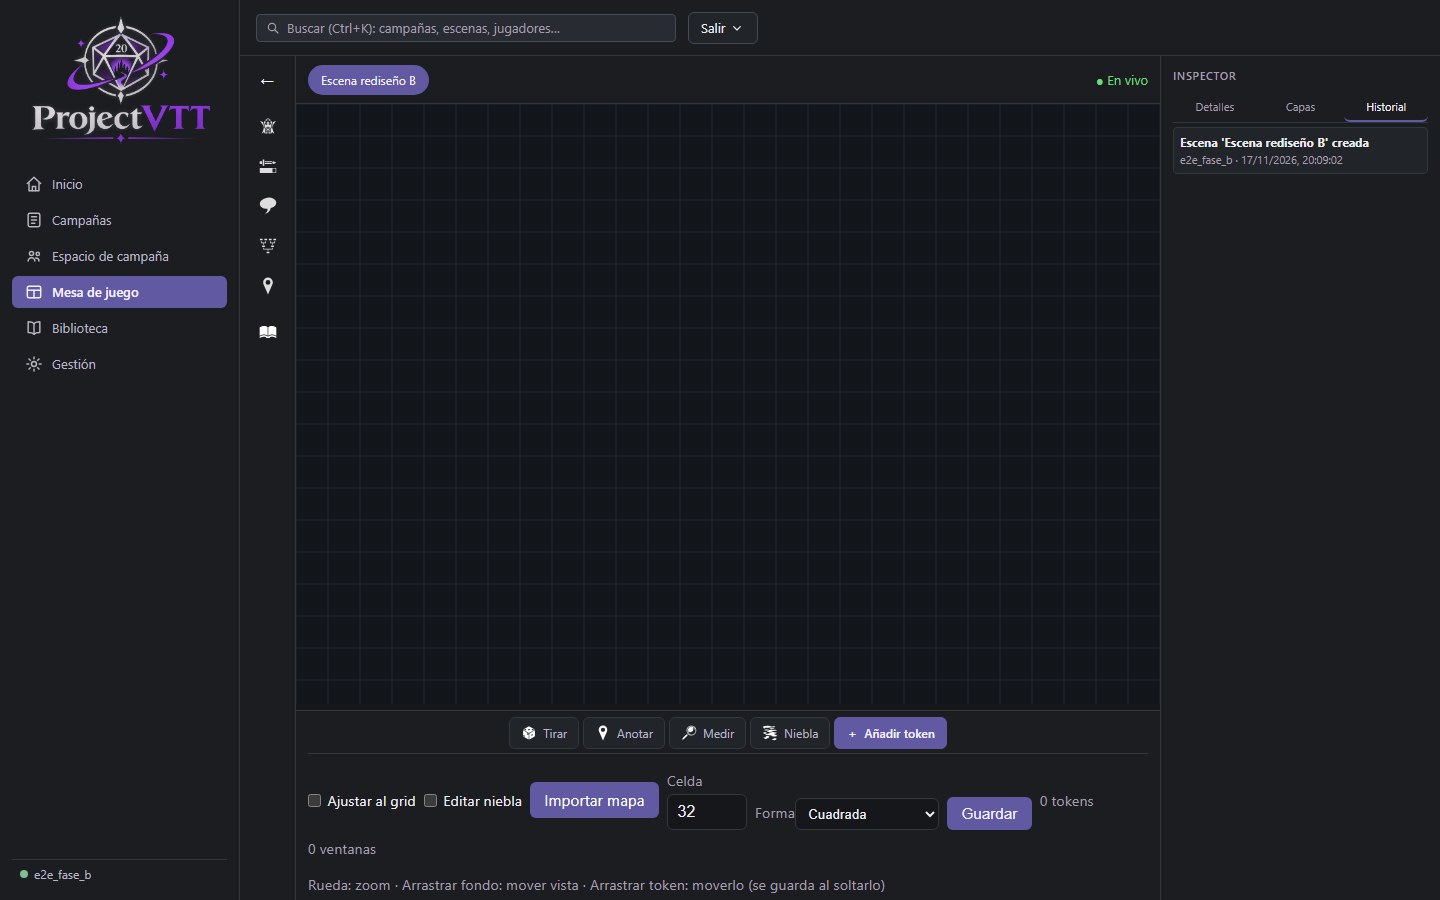 20
ProjectVTT
Inicio
Campañas
Espacio de campaña
Mesa de juego
Biblioteca
Gestión
e2e_fase_b
Buscar (Ctrl+K): campañas, escenas, jugadores...
Salir
←
Escena rediseño B
En vivo
Tirar
Anotar
Medir
Niebla
+ Añadir token
Ajustar al grid
Editar niebla
Importar mapa
Celda
32
Forma
Cuadrada
Guardar
0 tokens
0 ventanas
Rueda: zoom · Arrastrar fondo: mover vista · Arrastrar token: moverlo (se guarda al soltarlo)
INSPECTOR
Detalles
Capas
Historial
Escena 'Escena rediseño B' creada
e2e_fase_b · 17/11/2026, 20:09:02